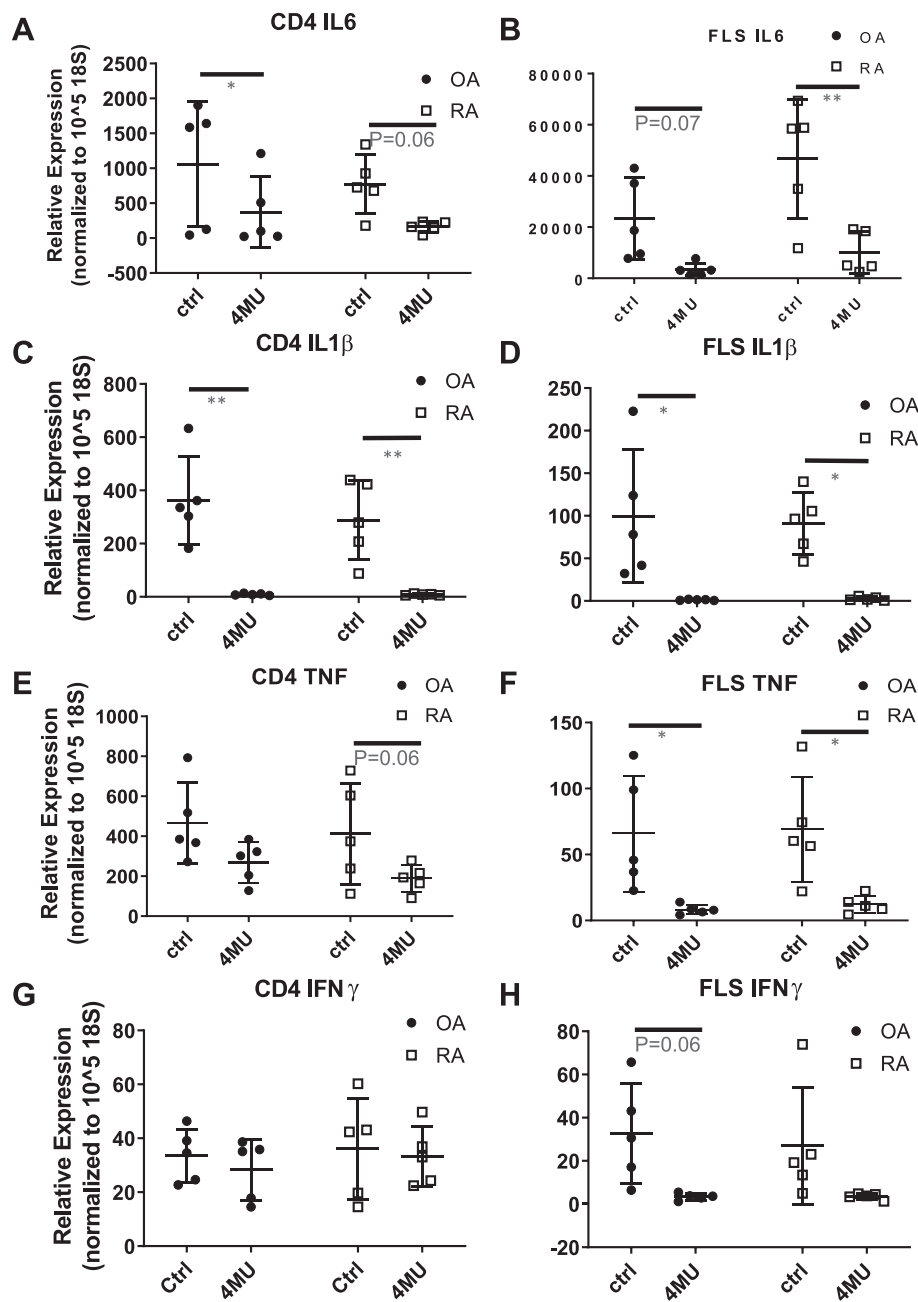 A
CD4 IL6
OA
RA
Relative Expression
(normalized to 10^5 18S)
2500
2000
1500
1000
500
0
-500
*
P=0.06
ctrl
4MU
ctrl
4MU
B
FLS IL6
OA
RA
80000
60000
40000
20000
0
P=0.07
**
ctrl
4MU
ctrl
4MU
C
CD4 IL1β
OA
RA
Relative Expression
(normalized to 10^5 18S)
800
600
400
200
0
**
**
ctrl
4MU
ctrl
4MU
D
FLS IL1β
OA
RA
250
200
150
100
50
0
*
*
ctrl
4MU
ctrl
4MU
E
CD4 TNF
OA
RA
Relative Expression
(normalized to 10^5 18S)
1000
800
600
400
200
0
P=0.06
ctrl
4MU
Ctrl
4MU
F
FLS TNF
OA
RA
150
100
50
0
*
*
ctrl
4MU
ctrl
4MU
G
CD4 IFNγ
OA
RA
Relative Expression
(normalized to 10^5 18S)
80
60
40
20
0
Ctrl
4MU
Ctrl
4MU
H
FLS IFNγ
OA
RA
80
60
40
20
0
-20
P=0.06
ctrl
4MU
ctrl
4MU